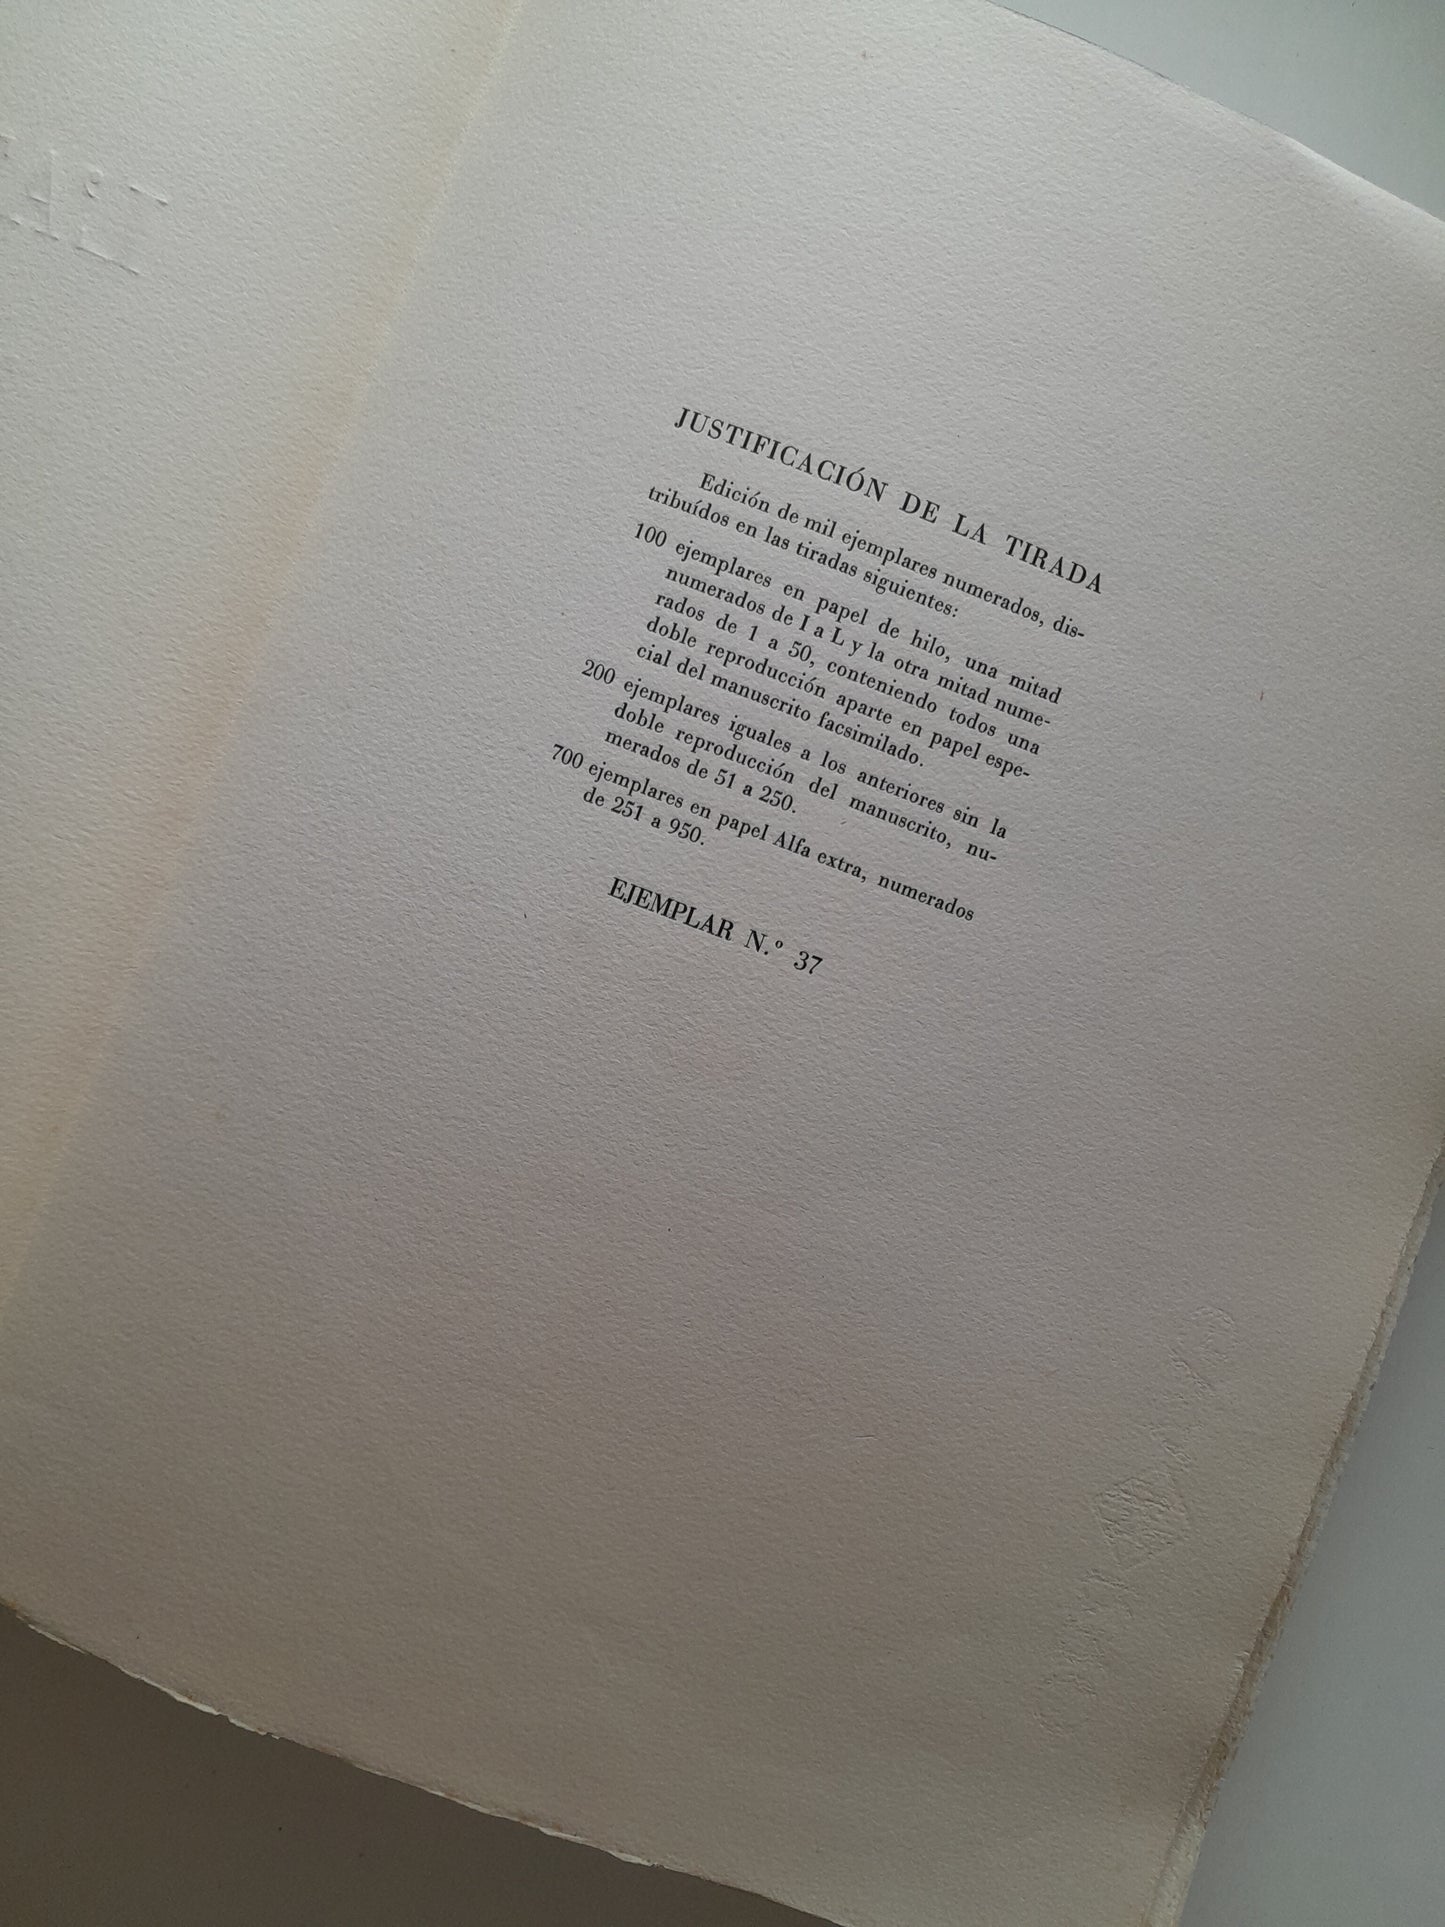 JUSTIFICACIÓN DE LA TIRADA
Edición de mil ejemplares numerados, dis-
tribuídos en las tiradas siguientes:
100 ejemplares en papel de hilo, una mitad
numerados de I a L y la otra mitad nume-
rados de 1 a 50, conteniendo todos una
doble reproducción aparte en papel espe-
cial del manuscrito facsimilado.
200 ejemplares iguales a los anteriores sin la
doble reproducción del manuscrito, nu-
merados de 51 a 250.
700 ejemplares en papel Alfa extra, numerados
de 251 a 950.
EJEMPLAR N.º 37